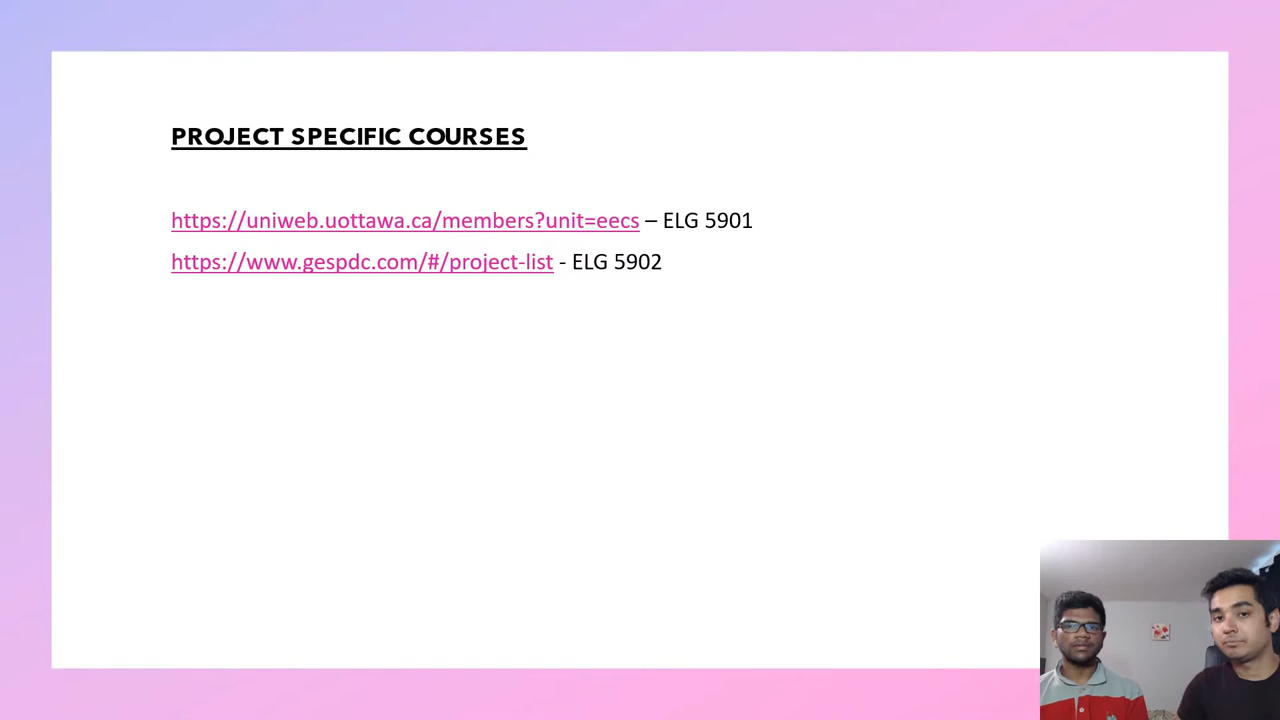 PROJECT SPECIFIC COURSES
https://uniweb.uottawa.ca/members?unit=eecs – ELG 5901
https://www.gespdc.com/#/project-list - ELG 5902